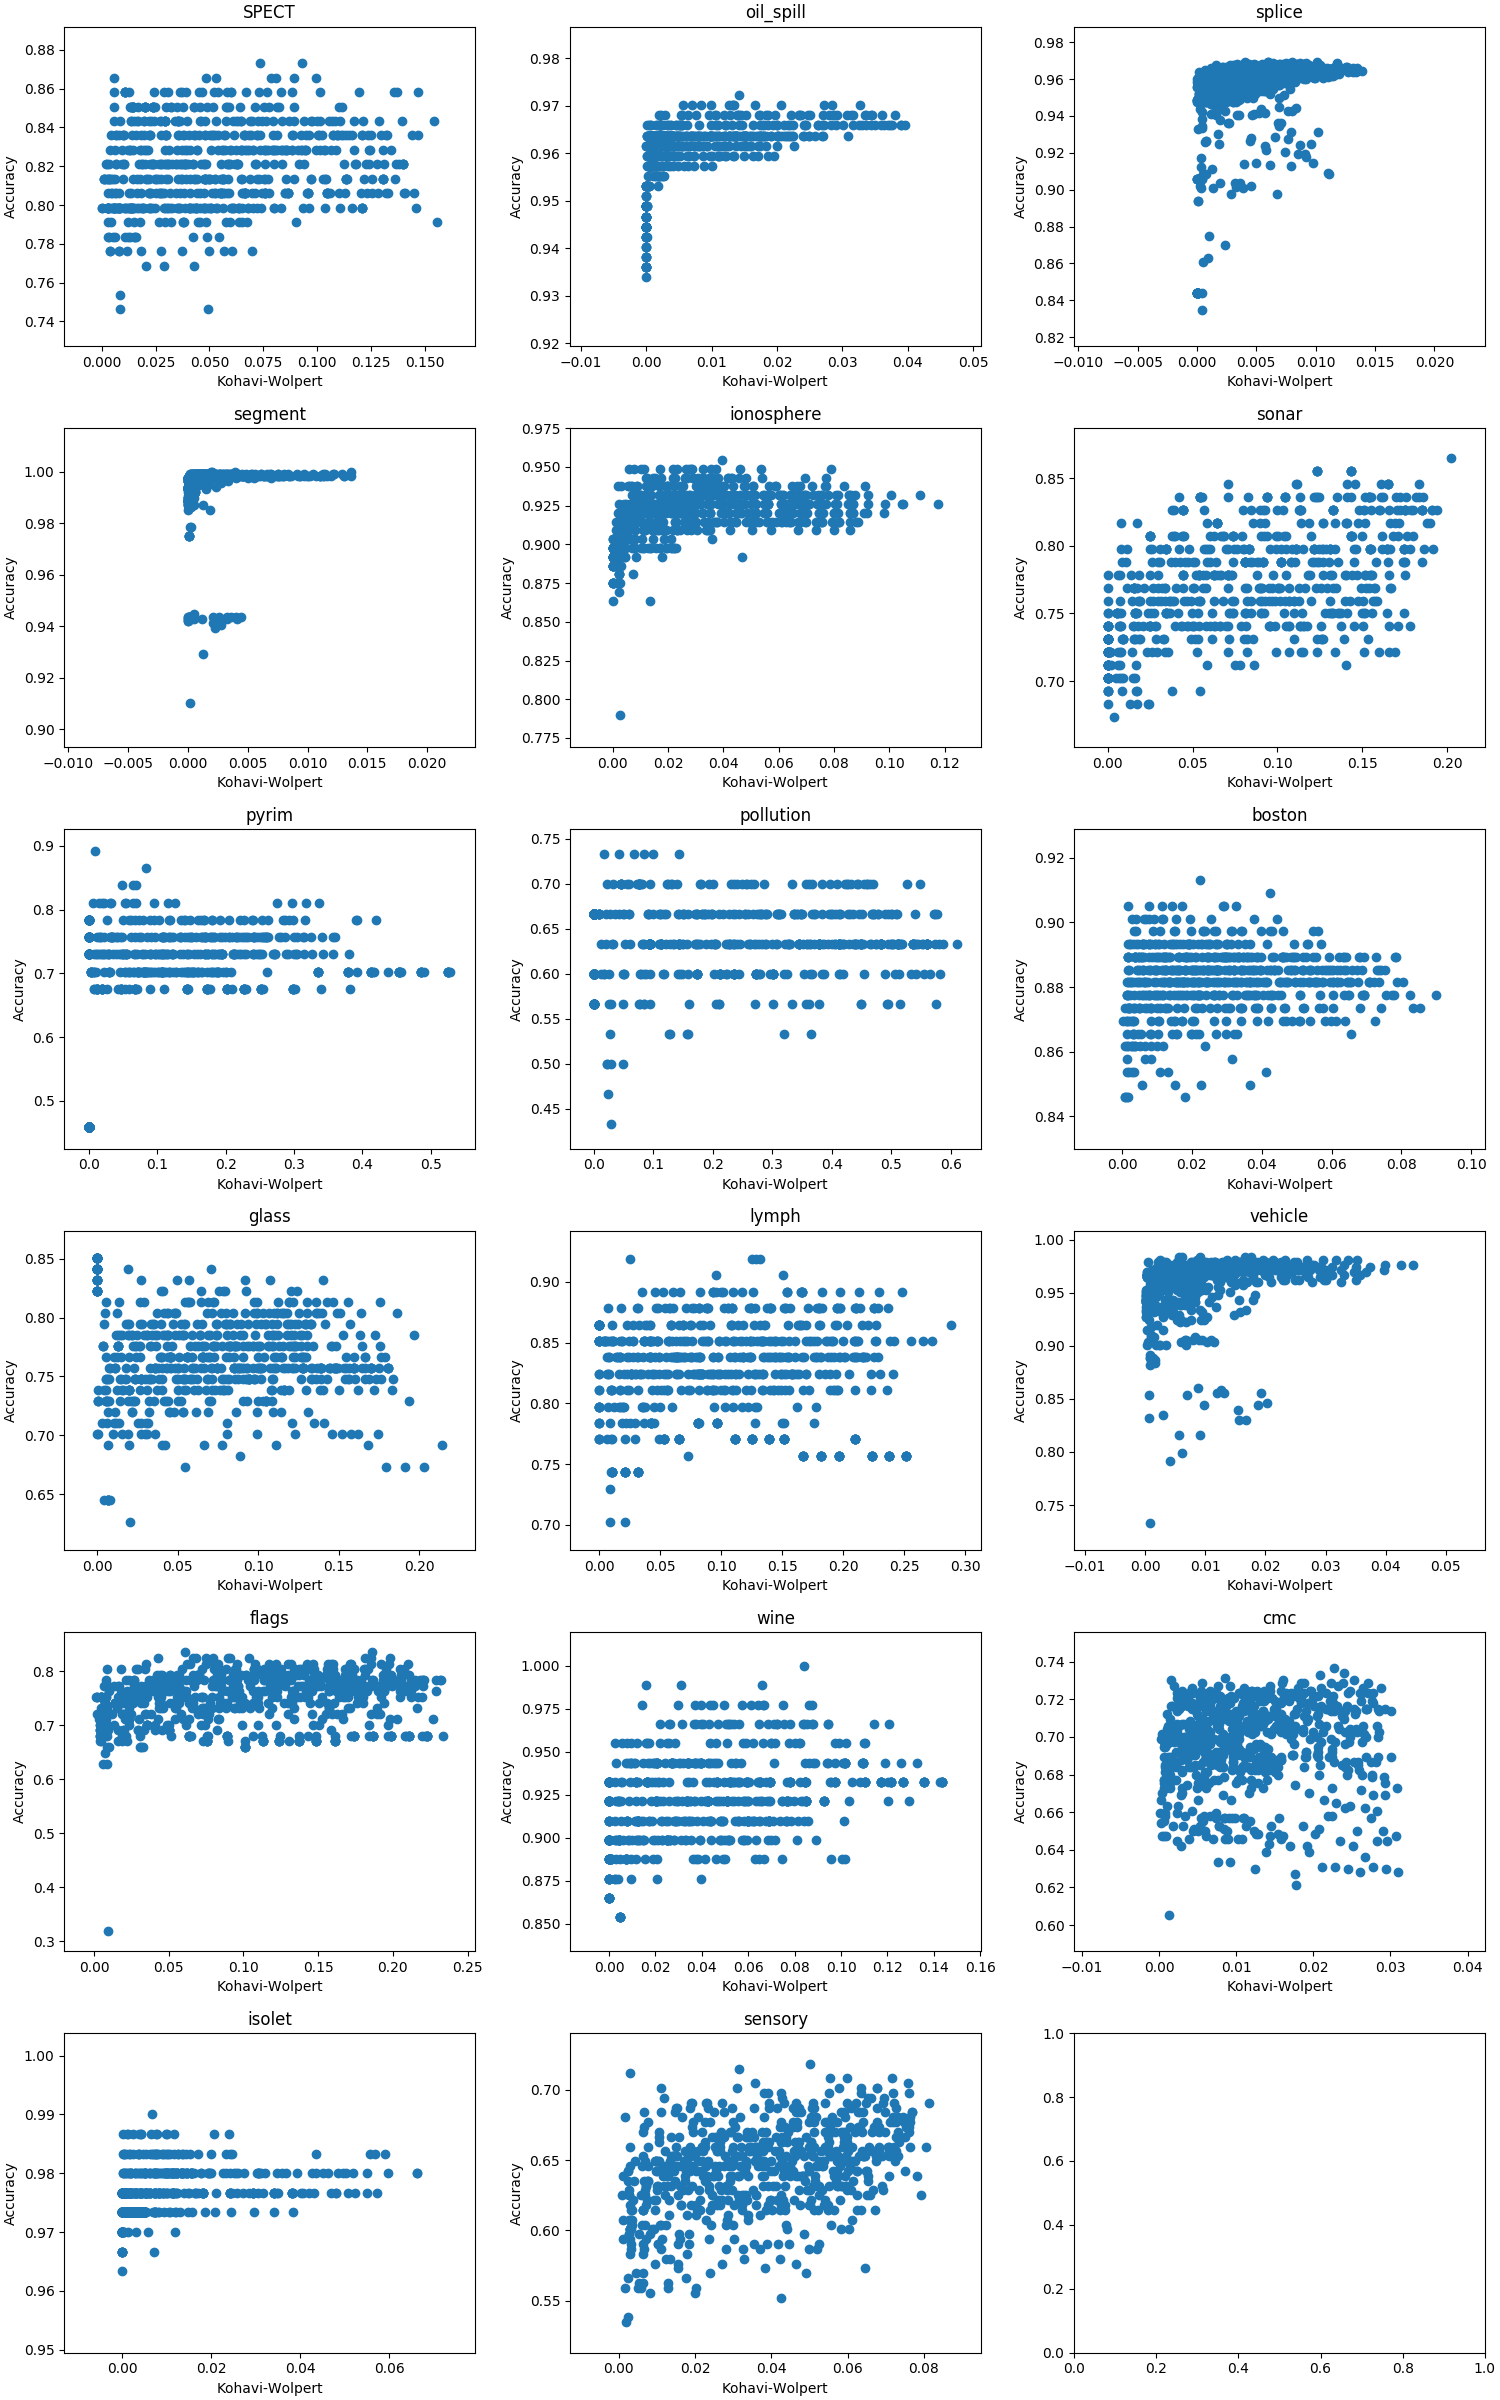 SPECT
oil_spill
splice
Accuracy
0.88
0.86
0.84
0.82
0.80
0.78
0.76
0.74
0.000 0.025 0.050 0.075 0.100 0.125 0.150
Kohavi-Wolpert
Accuracy
0.98
0.97
0.96
0.95
0.94
0.93
0.92
−0.01 0.00 0.01 0.02 0.03 0.04 0.05
Kohavi-Wolpert
Accuracy
0.98
0.96
0.94
0.92
0.90
0.88
0.86
0.84
0.82
−0.010 −0.005 0.000 0.005 0.010 0.015 0.020
Kohavi-Wolpert
segment
ionosphere
sonar
Accuracy
1.00
0.98
0.96
0.94
0.92
0.90
−0.010 −0.005 0.000 0.005 0.010 0.015 0.020
Kohavi-Wolpert
Accuracy
0.975
0.950
0.925
0.900
0.875
0.850
0.825
0.800
0.775
0.00 0.02 0.04 0.06 0.08 0.10 0.12
Kohavi-Wolpert
Accuracy
0.85
0.80
0.75
0.70
0.00 0.05 0.10 0.15 0.20
Kohavi-Wolpert
pyrim
pollution
boston
Accuracy
0.9
0.8
0.7
0.6
0.5
0.0 0.1 0.2 0.3 0.4 0.5
Kohavi-Wolpert
Accuracy
0.75
0.70
0.65
0.60
0.55
0.50
0.45
0.0 0.1 0.2 0.3 0.4 0.5 0.6
Kohavi-Wolpert
Accuracy
0.92
0.90
0.88
0.86
0.84
0.00 0.02 0.04 0.06 0.08 0.10
Kohavi-Wolpert
glass
lymph
vehicle
Accuracy
0.85
0.80
0.75
0.70
0.65
0.00 0.05 0.10 0.15 0.20
Kohavi-Wolpert
Accuracy
0.90
0.85
0.80
0.75
0.70
0.00 0.05 0.10 0.15 0.20 0.25 0.30
Kohavi-Wolpert
Accuracy
1.00
0.95
0.90
0.85
0.80
0.75
−0.01 0.00 0.01 0.02 0.03 0.04 0.05
Kohavi-Wolpert
flags
wine
cmc
Accuracy
0.8
0.7
0.6
0.5
0.4
0.3
0.00 0.05 0.10 0.15 0.20 0.25
Kohavi-Wolpert
Accuracy
1.000
0.975
0.950
0.925
0.900
0.875
0.850
0.00 0.02 0.04 0.06 0.08 0.10 0.12 0.14 0.16
Kohavi-Wolpert
Accuracy
0.74
0.72
0.70
0.68
0.66
0.64
0.62
0.60
−0.01 0.00 0.01 0.02 0.03 0.04
Kohavi-Wolpert
isolet
sensory
Accuracy
1.00
0.99
0.98
0.97
0.96
0.95
0.00 0.02 0.04 0.06
Kohavi-Wolpert
Accuracy
0.70
0.65
0.60
0.55
0.00 0.02 0.04 0.06 0.08
Kohavi-Wolpert
1.0
0.8
0.6
0.4
0.2
0.0
0.0 0.2 0.4 0.6 0.8 1.0